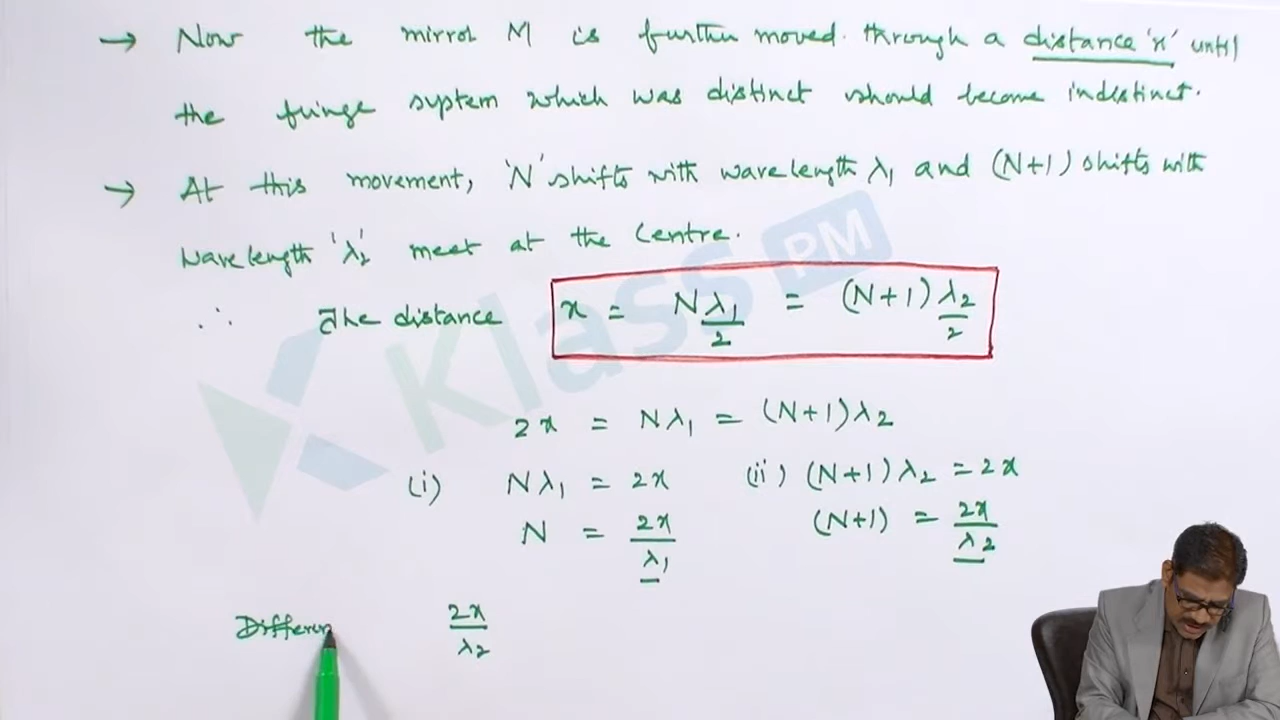 → Now the mirror M is further moved through a distance 'x' until
the fringe system which was distinct should become indistinct.
→ At this movement, 'N' shifts with wavelength λ₁ and (N+1) shifts with
wavelength 'λ₂' meet at the centre.
∴ The distance x = Nλ₁/2 = (N+1)λ₂/2
2x = Nλ₁ = (N+1)λ₂
(i) Nλ₁ = 2x (ii) (N+1)λ₂ = 2x
N = 2x/λ₁ (N+1) = 2x/λ₂
Differen 2x/λ₂
Klass PM